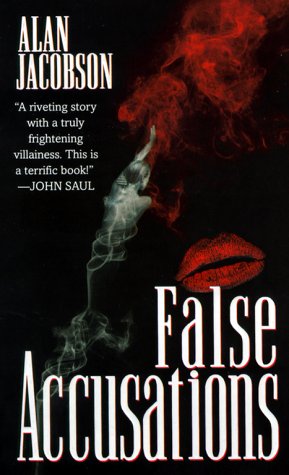 ALAN
JACOBSON
“A riveting story
with a truly
frightening
villainess. This is
a terrific book!”
—JOHN SAUL
False
Accusations